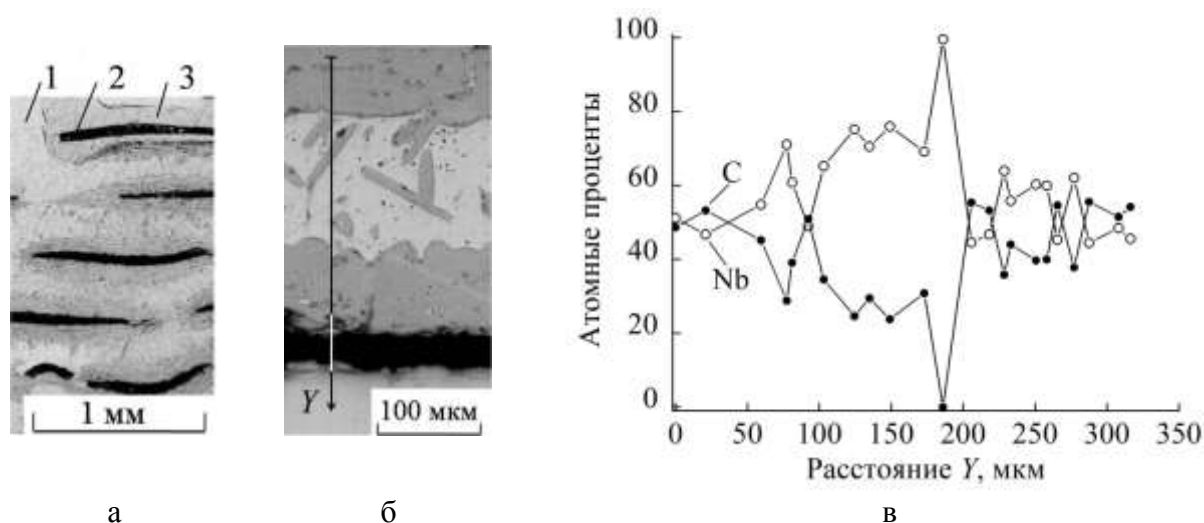 1 2 3
1 мм
Y
100 мкм
Атомные проценты
100
80
60
40
20
0
C
Nb
0 50 100 150 200 250 300 350
Расстояние Y, мкм
а б в